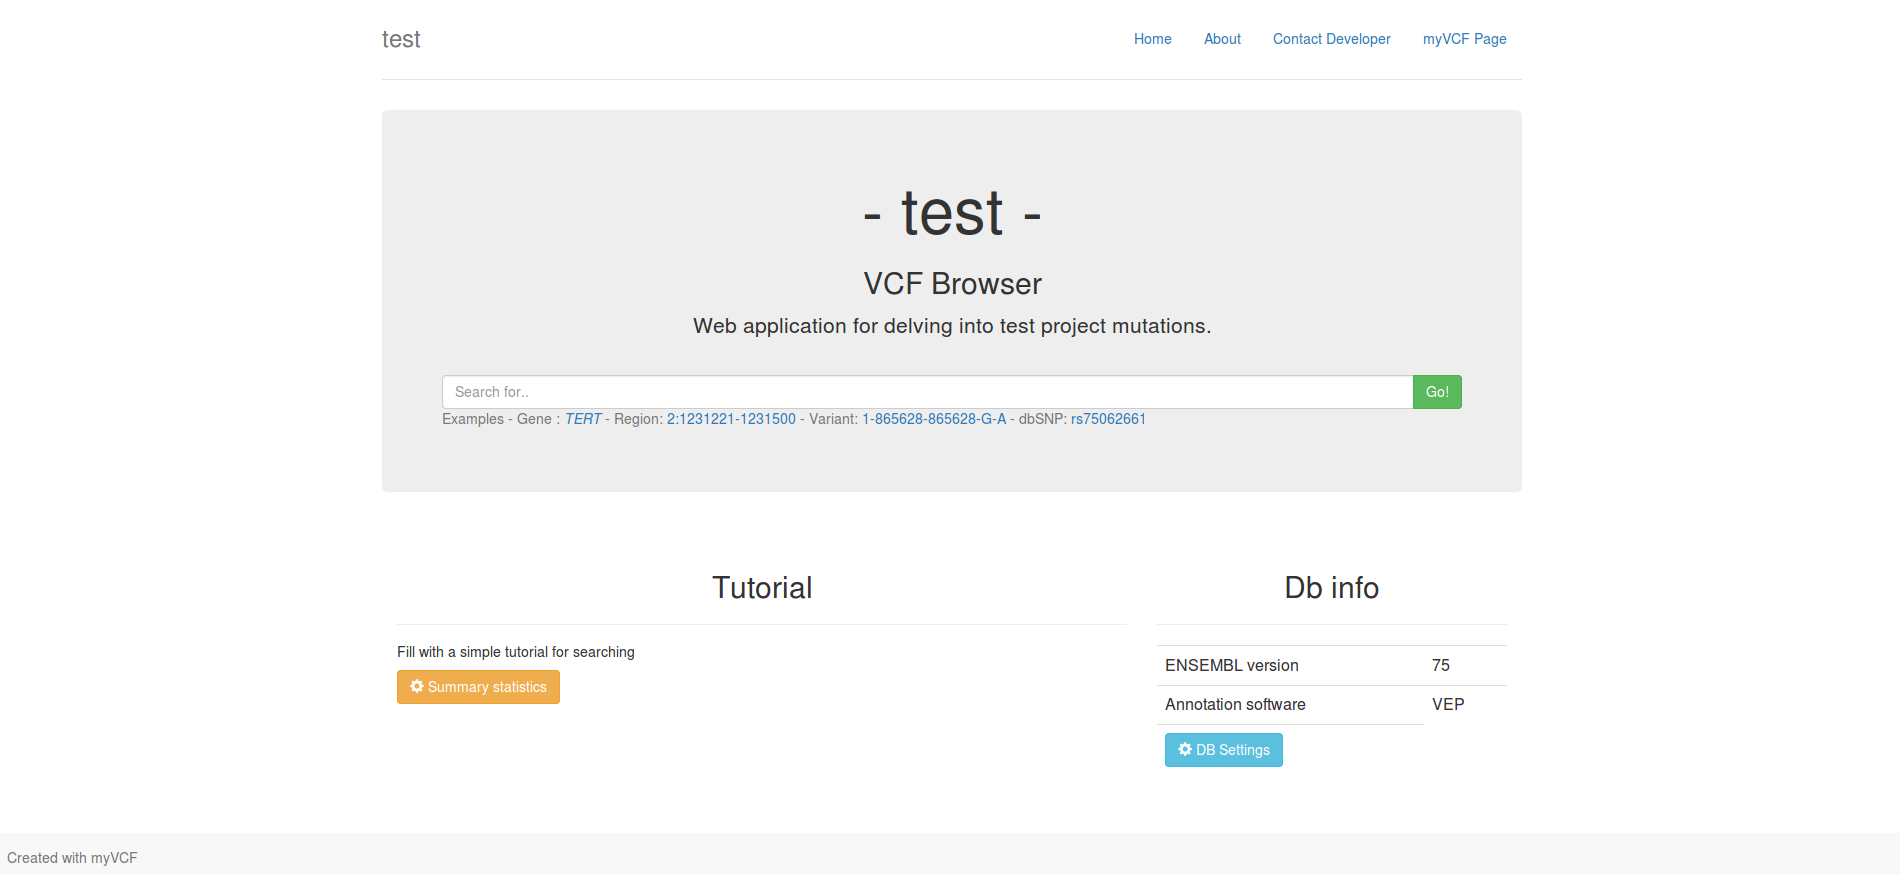 test
Home About Contact Developer myVCF Page
- test -
VCF Browser
Web application for delving into test project mutations.
Search for..
Go!
Examples - Gene : TERT - Region: 2:1231221-1231500 - Variant: 1-865628-865628-G-A - dbSNP: rs75062661
Tutorial
Fill with a simple tutorial for searching
Summary statistics
Db info
ENSEMBL version 75
Annotation software VEP
DB Settings
Created with myVCF